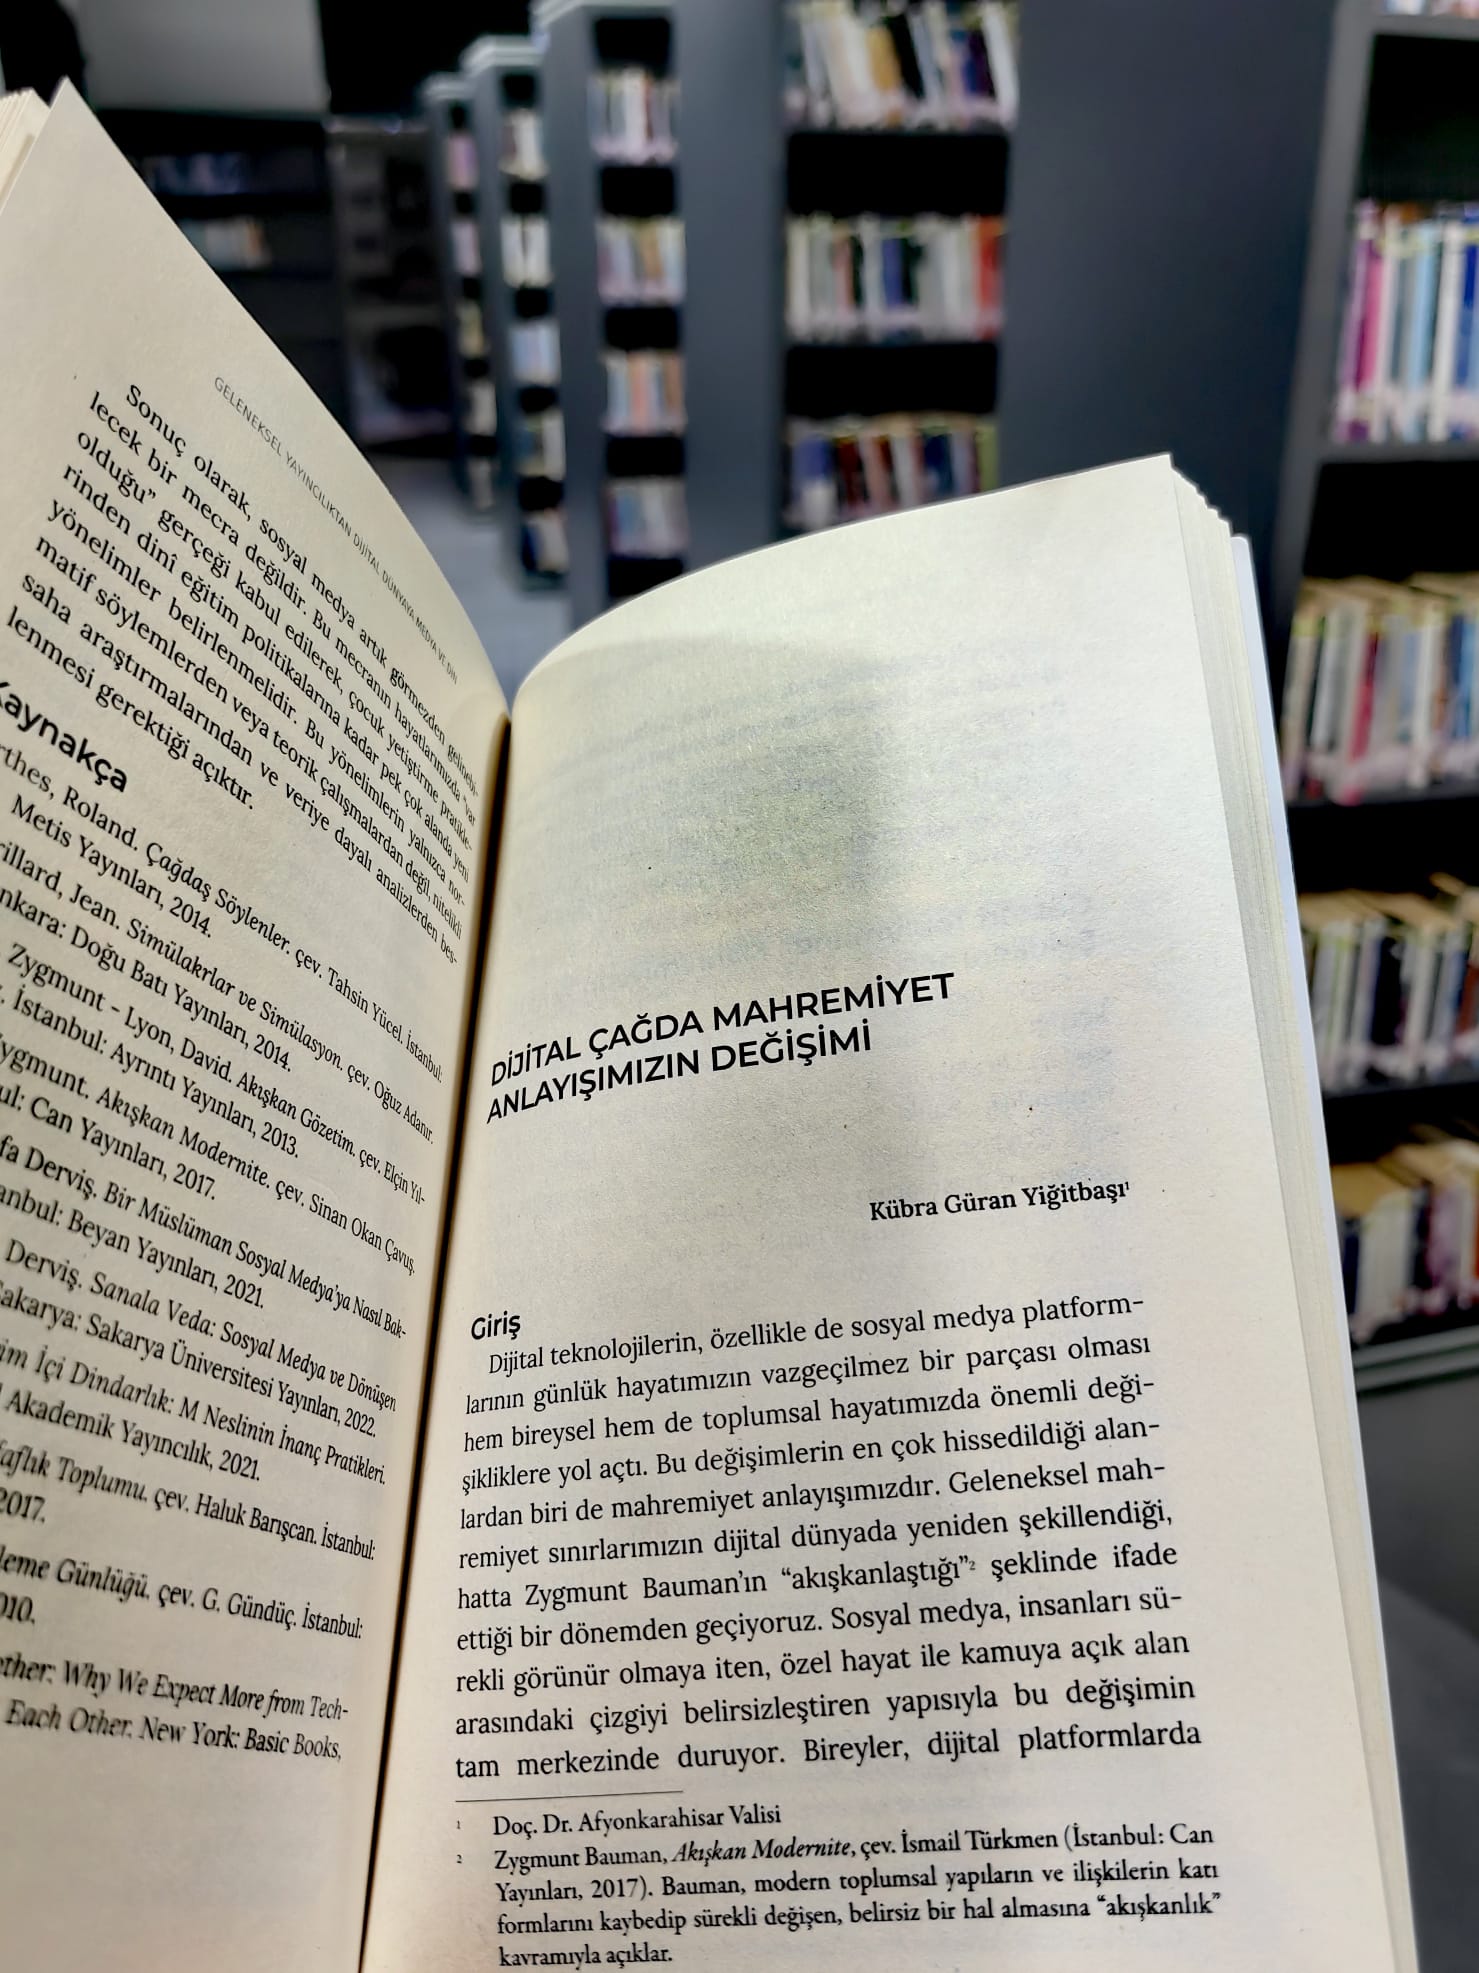 GELENEKSEL YAYINCILIKTAN DİJİTAL DÜNYAYA MEDYA VE DİN
Sonuç olarak, sosyal medya artık görmezden gelinebi-
lecek bir mecra değildir. Bu mecranın hayatlarımızda "var
olduğu" gerçeği kabul edilerek, çocuk yetiştirme pratikle-
rinden dinî eğitim politikalarına kadar pek çok alanda yeni
yönelimler belirlenmelidir. Bu yönelimlerin yalnızca nor-
matif söylemlerden veya teorik çalışmalardan değil, nitelikli
saha araştırmalarından ve veriye dayalı analizlerden bes-
lenmesi gerektiği açıktır.
Kaynakça
rthes, Roland. Çağdaş Söylenler. çev. Tahsin Yücel. İstanbul:
Metis Yayınları, 2014.
rillard, Jean. Simülakrlar ve Simülasyon. çev. Oğuz Adanır.
nkara: Doğu Batı Yayınları, 2014.
Zygmunt - Lyon, David. Akışkan Gözetim. çev. Elçin Yıl-
. İstanbul: Ayrıntı Yayınları, 2013.
ygmunt. Akışkan Modernite. çev. Sinan Okan Çavuş.
ul: Can Yayınları, 2017.
fa Derviş. Bir Müslüman Sosyal Medya'ya Nasıl Bak-
anbul: Beyan Yayınları, 2021.
Derviş. Sanala Veda: Sosyal Medya ve Dönüşen
Sakarya: Sakarya Üniversitesi Yayınları, 2022.
im İçi Dindarlık: M Neslinin İnanç Pratikleri.
Akademik Yayıncılık, 2021.
faflık Toplumu. çev. Haluk Barışcan. İstanbul:
2017.
leme Günlüğü. çev. G. Gündüç. İstanbul:
010.
ether: Why We Expect More from Tech-
Each Other. New York: Basic Books,
DİJİTAL ÇAĞDA MAHREMİYET
ANLAYIŞIMIZIN DEĞİŞİMİ
Kübra Güran Yiğitbaşı¹
Giriş
Dijital teknolojilerin, özellikle de sosyal medya platform-
larının günlük hayatımızın vazgeçilmez bir parçası olması
hem bireysel hem de toplumsal hayatımızda önemli deği-
şikliklere yol açtı. Bu değişimlerin en çok hissedildiği alan-
lardan biri de mahremiyet anlayışımızdır. Geleneksel mah-
remiyet sınırlarımızın dijital dünyada yeniden şekillendiği,
hatta Zygmunt Bauman'ın "akışkanlaştığı"² şeklinde ifade
ettiği bir dönemden geçiyoruz. Sosyal medya, insanları sü-
rekli görünür olmaya iten, özel hayat ile kamuya açık alan
arasındaki çizgiyi belirsizleştiren yapısıyla bu değişimin
tam merkezinde duruyor. Bireyler, dijital platformlarda
1 Doç. Dr. Afyonkarahisar Valisi
2 Zygmunt Bauman, Akışkan Modernite, çev. İsmail Türkmen (İstanbul: Can
Yayınları, 2017). Bauman, modern toplumsal yapıların ve ilişkilerin katı
formlarını kaybedip sürekli değişen, belirsiz bir hal almasına "akışkanlık"
kavramıyla açıklar.